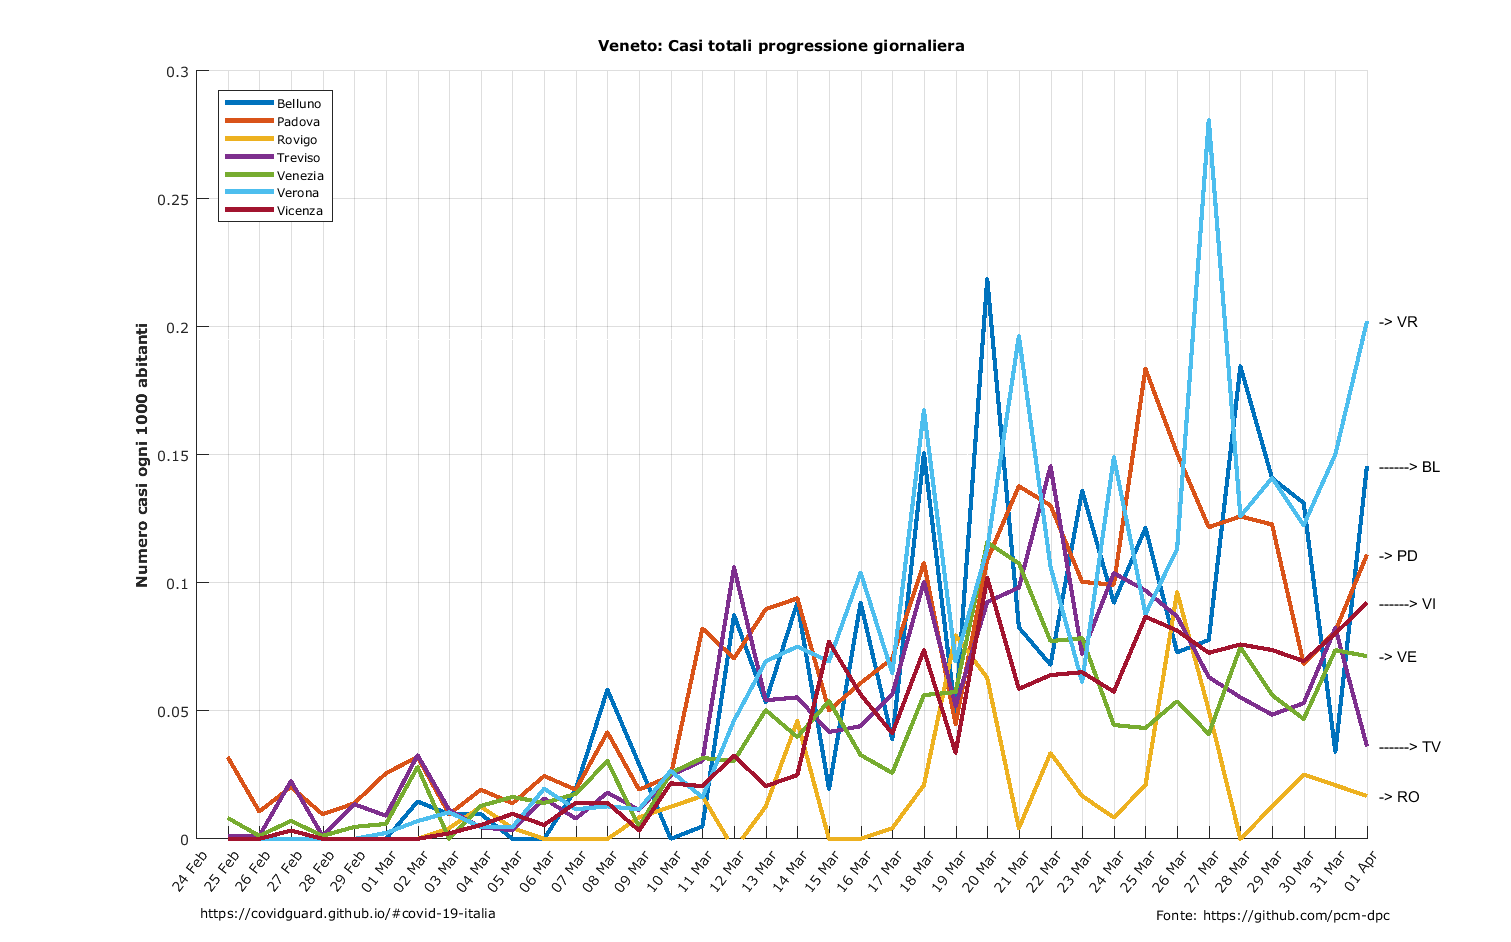 Veneto: Casi totali progressione giornaliera
Numero casi ogni 1000 abitanti
0.3
0.25
0.2
0.15
0.1
0.05
0
Belluno
Padova
Rovigo
Treviso
Venezia
Verona
Vicenza
-> VR
------> BL
-> PD
------> VI
-> VE
------> TV
-> RO
24 Feb
25 Feb
26 Feb
27 Feb
28 Feb
29 Feb
01 Mar
02 Mar
03 Mar
04 Mar
05 Mar
06 Mar
07 Mar
08 Mar
09 Mar
10 Mar
11 Mar
12 Mar
13 Mar
14 Mar
15 Mar
16 Mar
17 Mar
18 Mar
19 Mar
20 Mar
21 Mar
22 Mar
23 Mar
24 Mar
25 Mar
26 Mar
27 Mar
28 Mar
29 Mar
30 Mar
31 Mar
01 Apr
https://covidguard.github.io/#covid-19-italia
Fonte: https://github.com/pcm-dpc